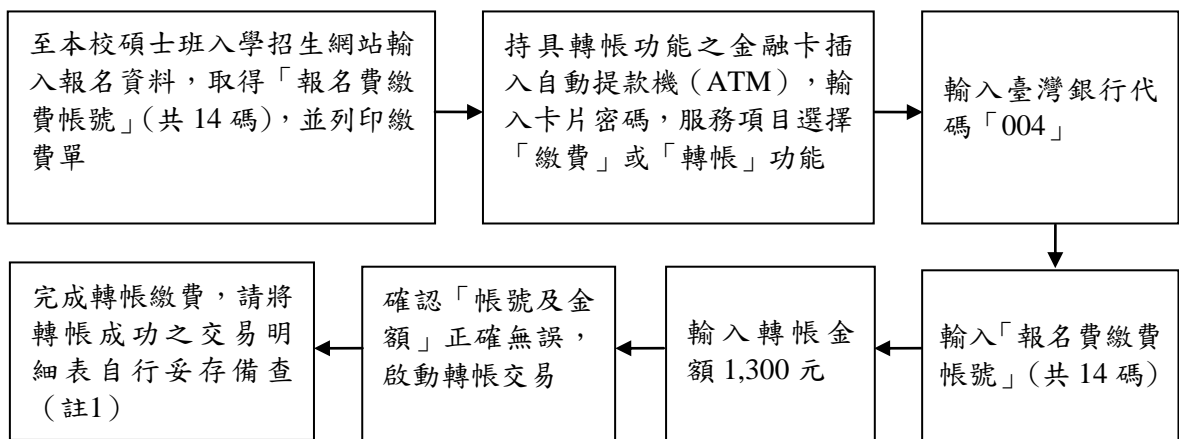 至本校碩士班入學招生網站輸
入報名資料，取得「報名費繳
費帳號」（共 14 碼），並列印繳
費單
持具轉帳功能之金融卡插
入自動提款機（ATM），輸
入卡片密碼，服務項目選擇
「繳費」或「轉帳」功能
輸入臺灣銀行代
碼「004」
輸入「報名費繳費
帳號」（共 14 碼）
輸入轉帳金
額 1,300 元
確認「帳號及金
額」正確無誤，
啟動轉帳交易
完成轉帳繳費，請將
轉帳成功之交易明
細表自行妥存備查
（註1）